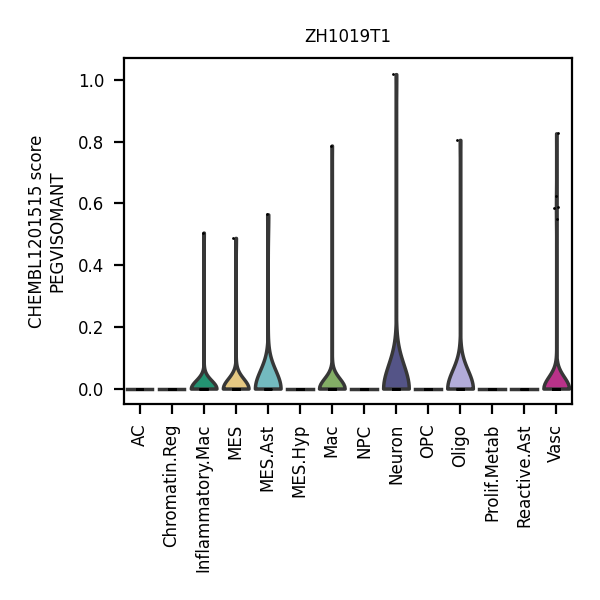 ZH1019T1
CHEMBL1201515 score
PEGVISOMANT
1.0
0.8
0.6
0.4
0.2
0.0
AC
Chromatin.Reg
Inflammatory.Mac
MES
MES.Ast
MES.Hyp
Mac
NPC
Neuron
OPC
Oligo
Prolif.Metab
Reactive.Ast
Vasc